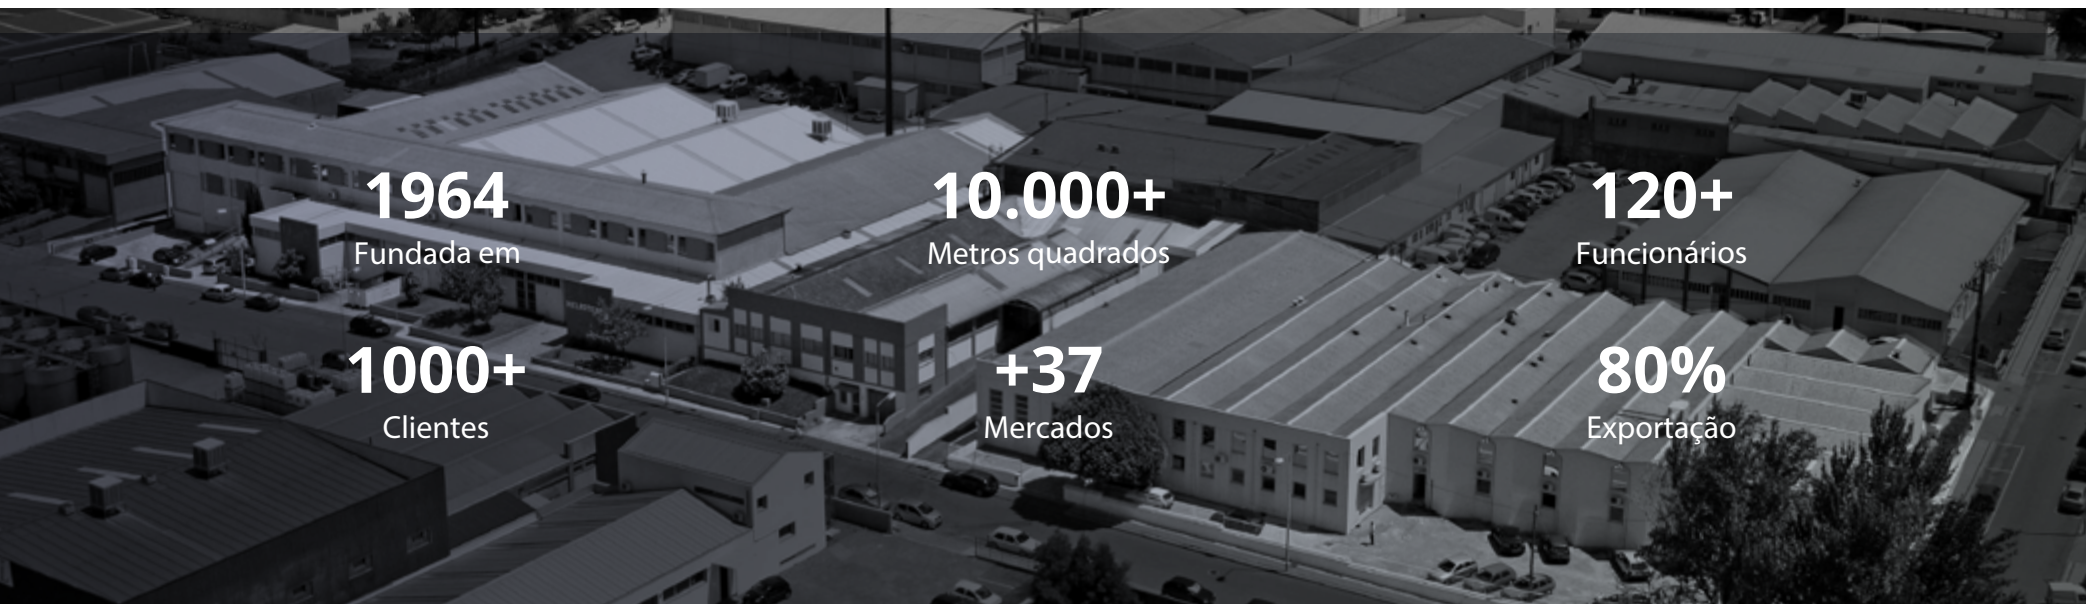 1964
Fundada em
10.000+
Metros quadrados
120+
Funcionários
1000+
Clientes
+37
Mercados
80%
Exportação